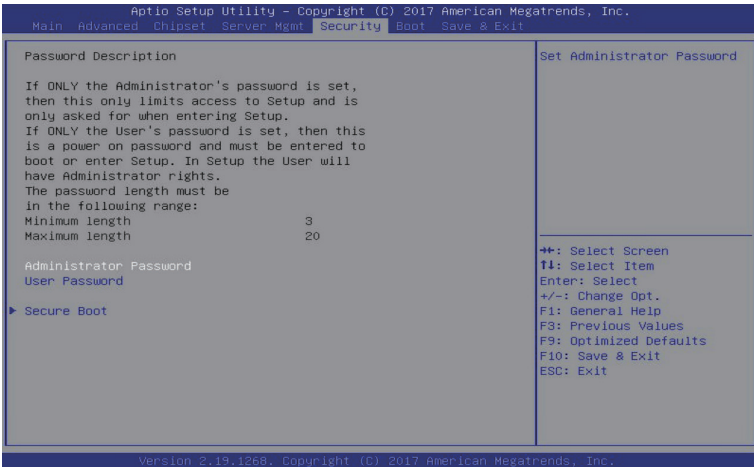 Aptio Setup Utility – Copyright (C) 2017 American Megatrends, Inc.
Main Advanced Chipset Server Mgmt Security Boot Save & Exit
Password Description
If ONLY the Administrator's password is set,
then this only limits access to Setup and is
only asked for when entering Setup.
If ONLY the User's password is set, then this
is a power on password and must be entered to
boot or enter Setup. In Setup the User will
have Administrator rights.
The password length must be
in the following range:
Minimum length 3
Maximum length 20
Administrator Password
User Password
▶ Secure Boot
Set Administrator Password
→←: Select Screen
↑↓: Select Item
Enter: Select
+/-: Change Opt.
F1: General Help
F3: Previous Values
F9: Optimized Defaults
F10: Save & Exit
ESC: Exit
Version 2.19.1268. Copyright (C) 2017 American Megatrends, Inc.